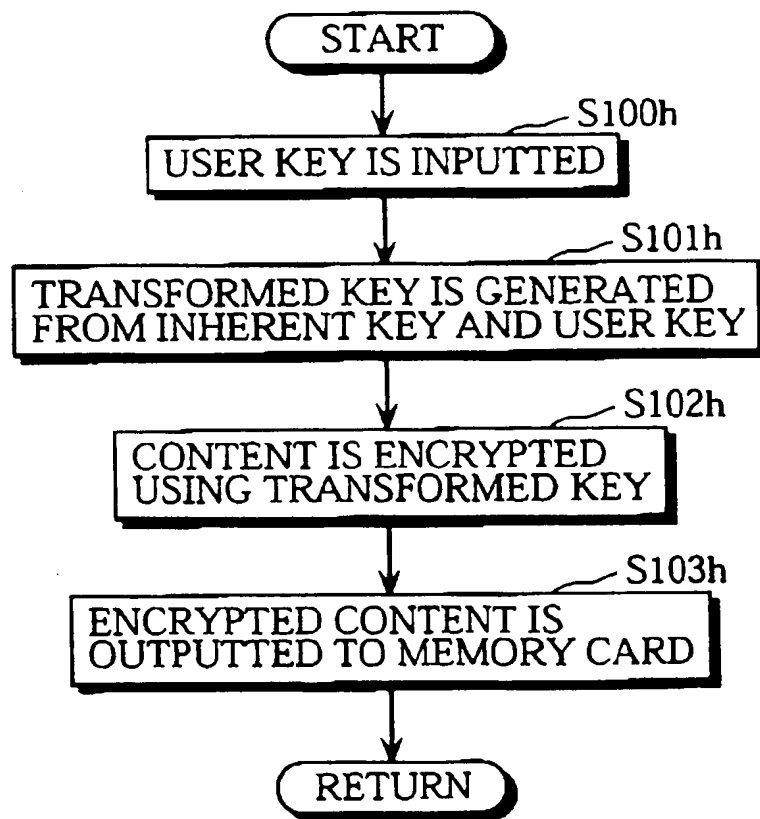 START
S100h
USER KEY IS INPUTTED
S101h
TRANSFORMED KEY IS GENERATED
FROM INHERENT KEY AND USER KEY
S102h
CONTENT IS ENCRYPTED
USING TRANSFORMED KEY
S103h
ENCRYPTED CONTENT IS
OUTPUTTED TO MEMORY CARD
RETURN